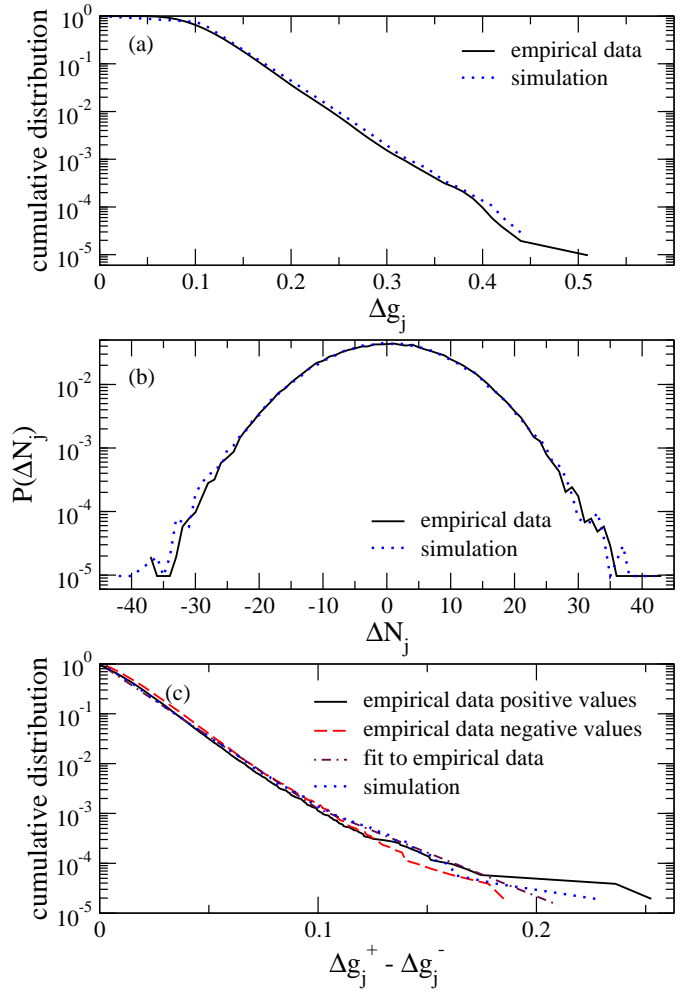 10^0
(a)
empirical data
10^-1
simulation
10^-2
10^-3
10^-4
10^-5
cumulative distribution
0 0.1 0.2 0.3 0.4 0.5
Δg_j
(b)
10^-2
10^-3
10^-4
10^-5
P(ΔN_j)
empirical data
simulation
-40 -30 -20 -10 0 10 20 30 40
ΔN_j
10^0
(c)
empirical data positive values
10^-1
empirical data negative values
fit to empirical data
10^-2
simulation
10^-3
10^-4
10^-5
cumulative distribution
0 0.1 0.2
Δg_j^+ - Δg_j^-